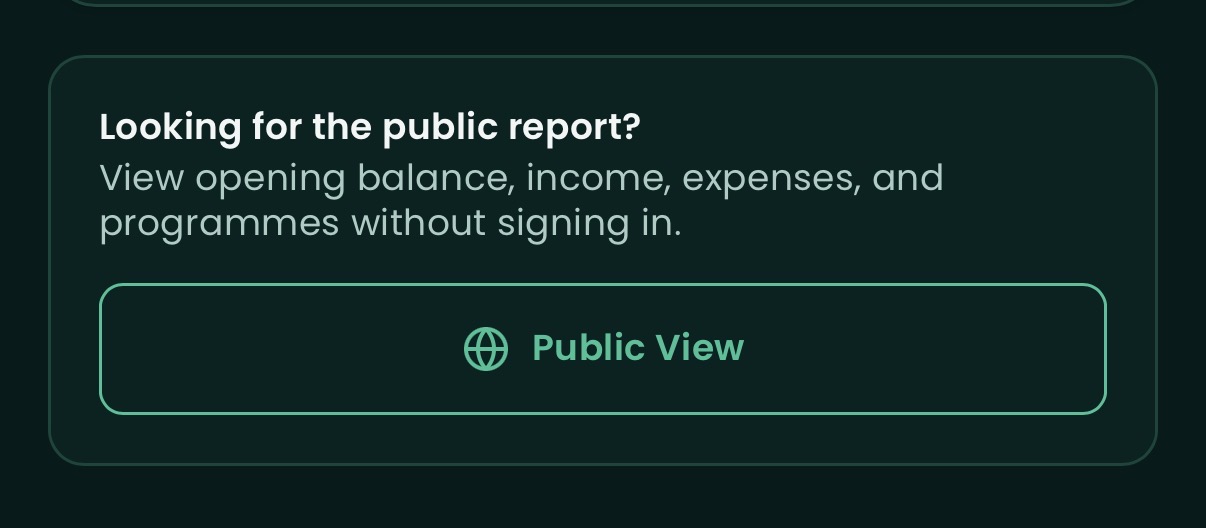 Looking for the public report?
View opening balance, income, expenses, and
programmes without signing in.
Public View